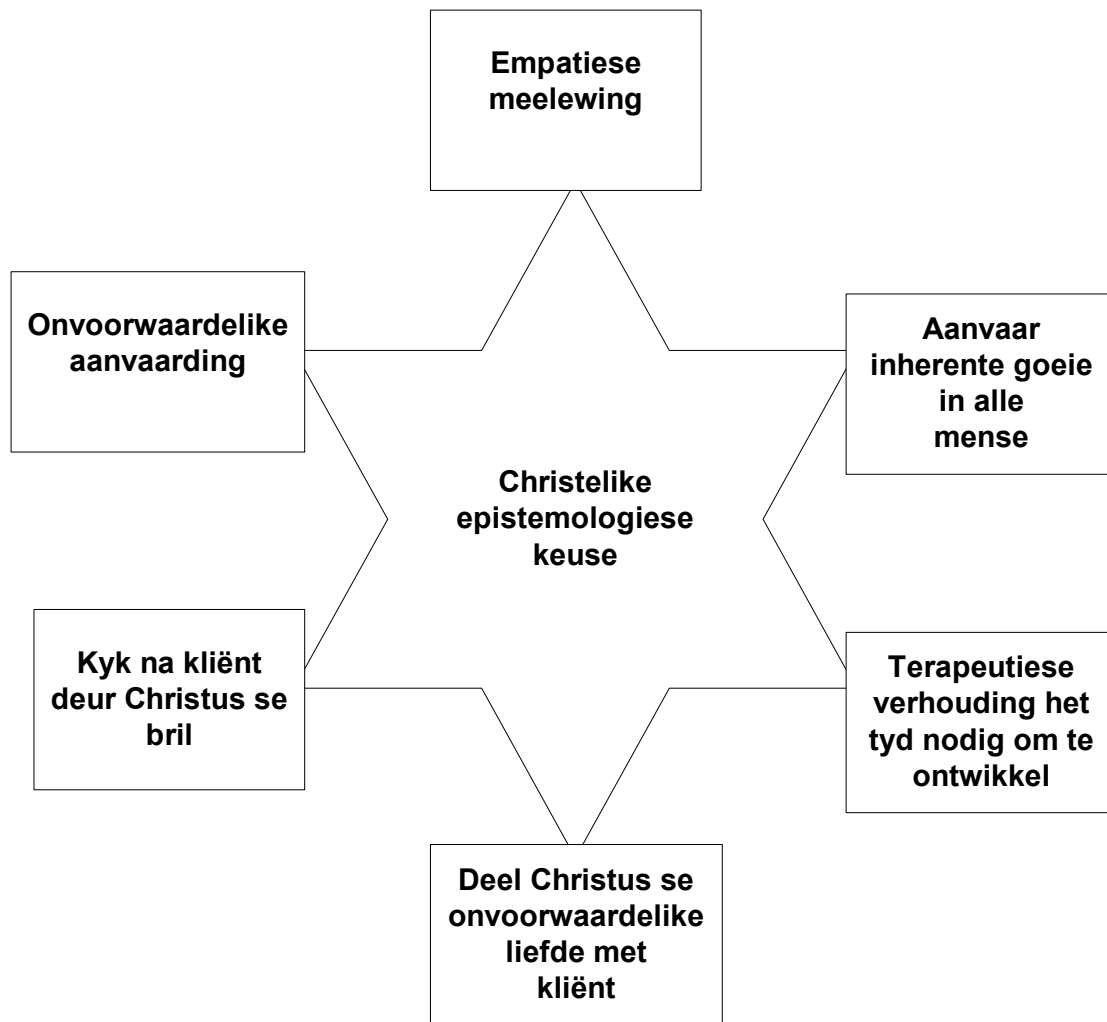 Empatiese
meelewing
Onvoorwaardelike
aanvaarding
Aanvaar
inherente goeie
in alle
mense
Christelike
epistemologiese
keuse
Kyk na kliënt
deur Christus se
bril
Terapeutiese
verhouding het
tyd nodig om te
ontwikkel
Deel Christus se
onvoorwaardelike
liefde met
kliënt